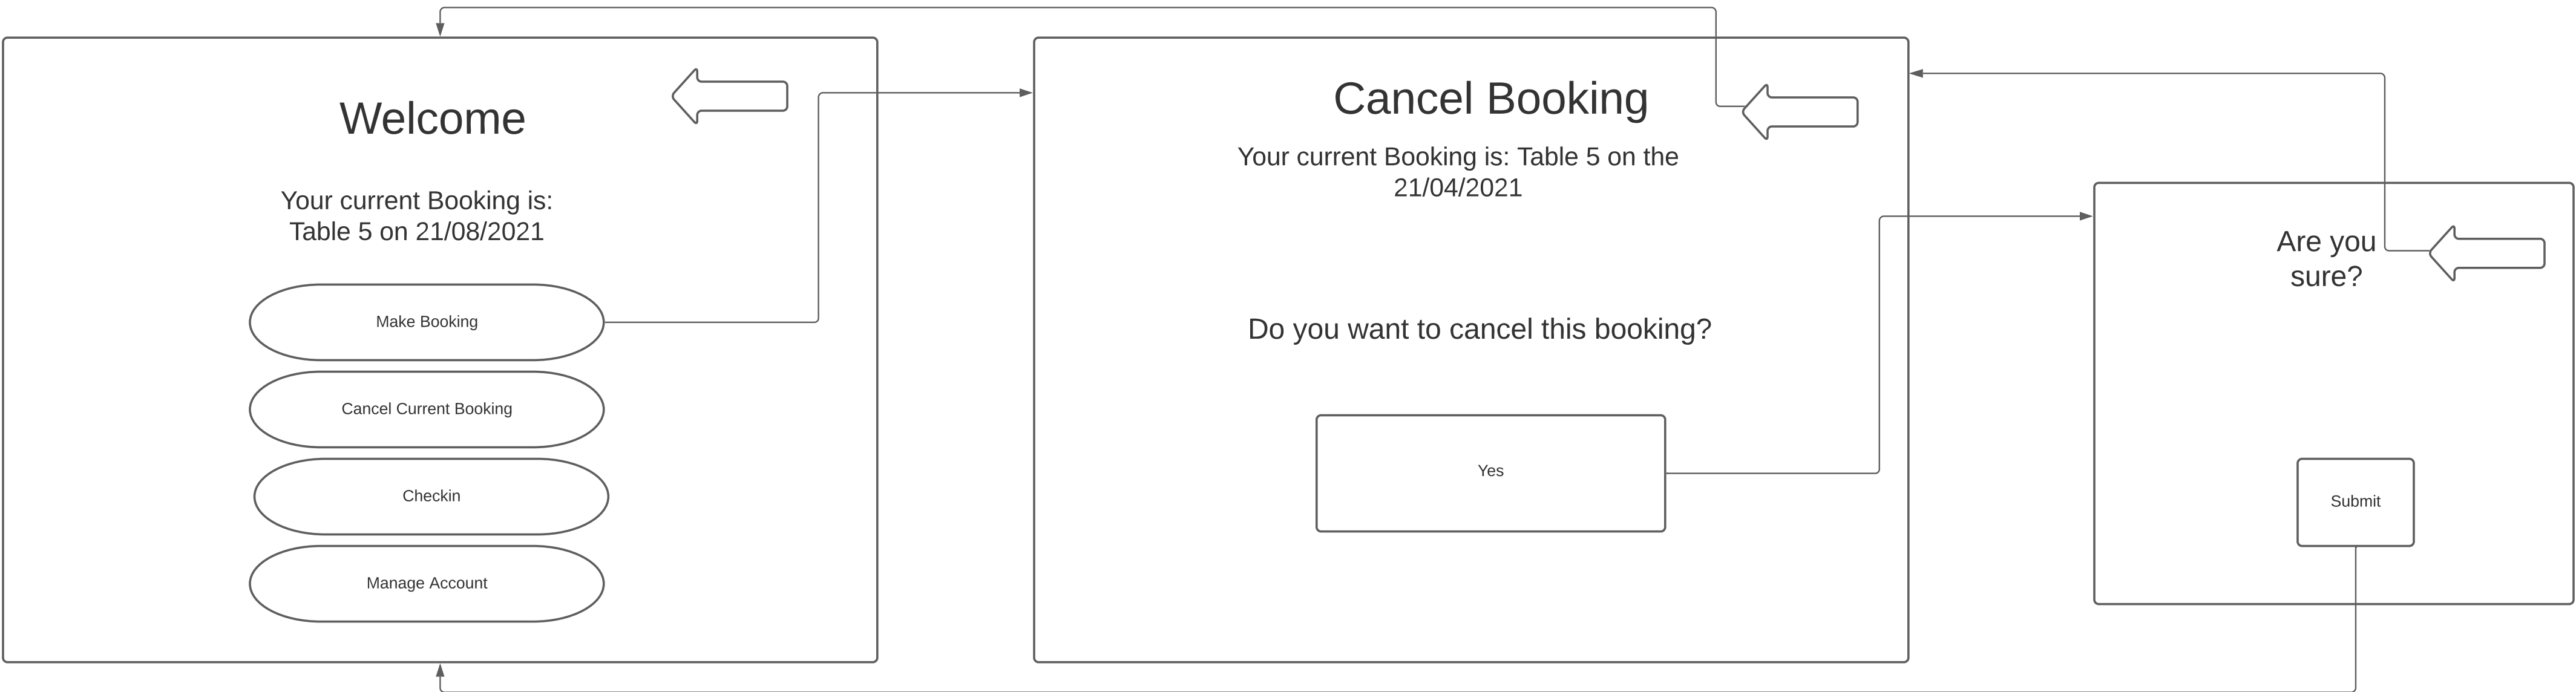 Welcome
Your current Booking is:
Table 5 on 21/08/2021
Make Booking
Cancel Current Booking
Checkin
Manage Account
Cancel Booking
Your current Booking is: Table 5 on the
21/04/2021
Do you want to cancel this booking?
Yes
Are you
sure?
Submit